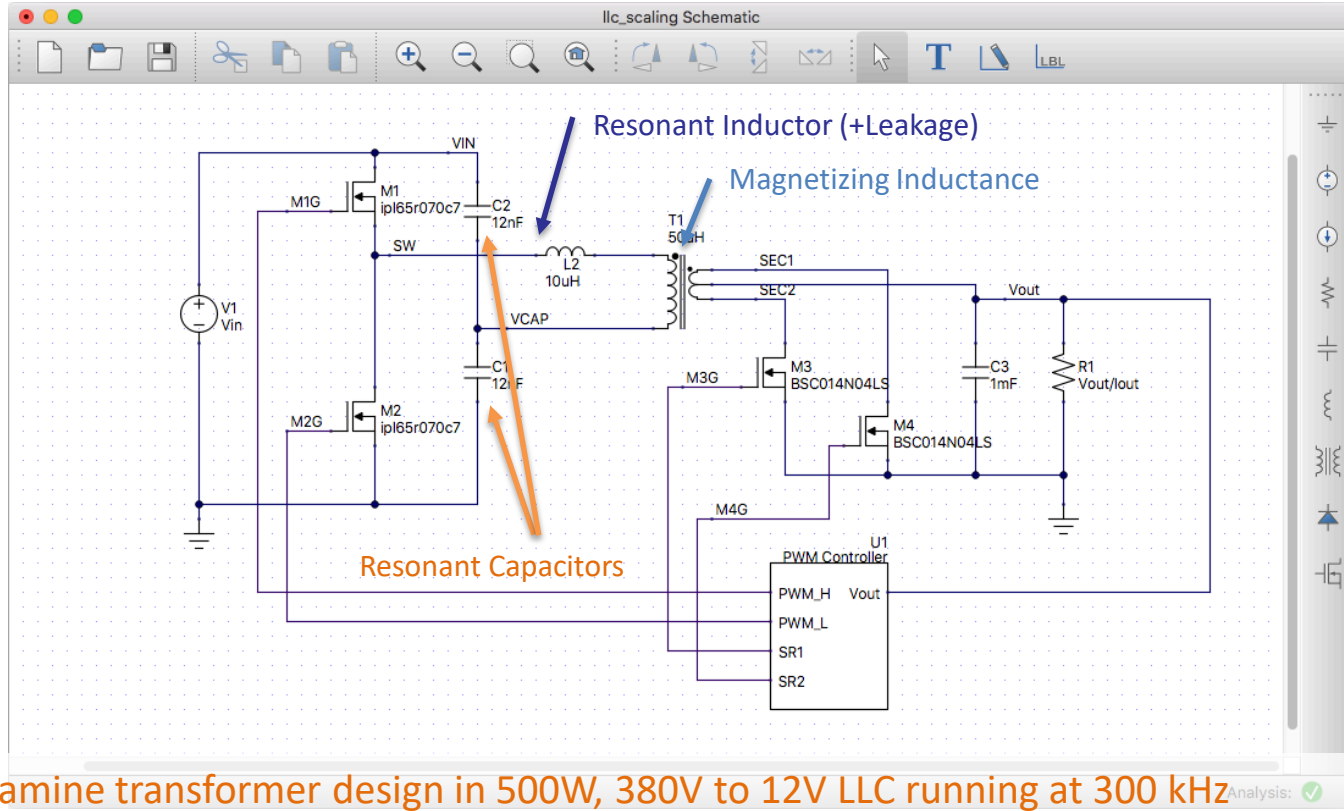 llc_scaling Schematic
T
LBL
Resonant Inductor (+Leakage)
VIN
Magnetizing Inductance
M1
ipl65r070c7
M1G
C2
12nF
T1
50uH
SW
SEC1
L2
10uH
SEC2
Vout
V1
Vin
VCAP
C1
12nF
M3
BSC014N04LS
M3G
C3
1mF
R1
Vout/Iout
M2
ipl65r070c7
M2G
M4
BSC014N04LS
M4G
Resonant Capacitors
U1
PWM Controller
PWM_H Vout
PWM_L
SR1
SR2
amine transformer design in 500W, 380V to 12V LLC running at 300 kHz
Analysis: